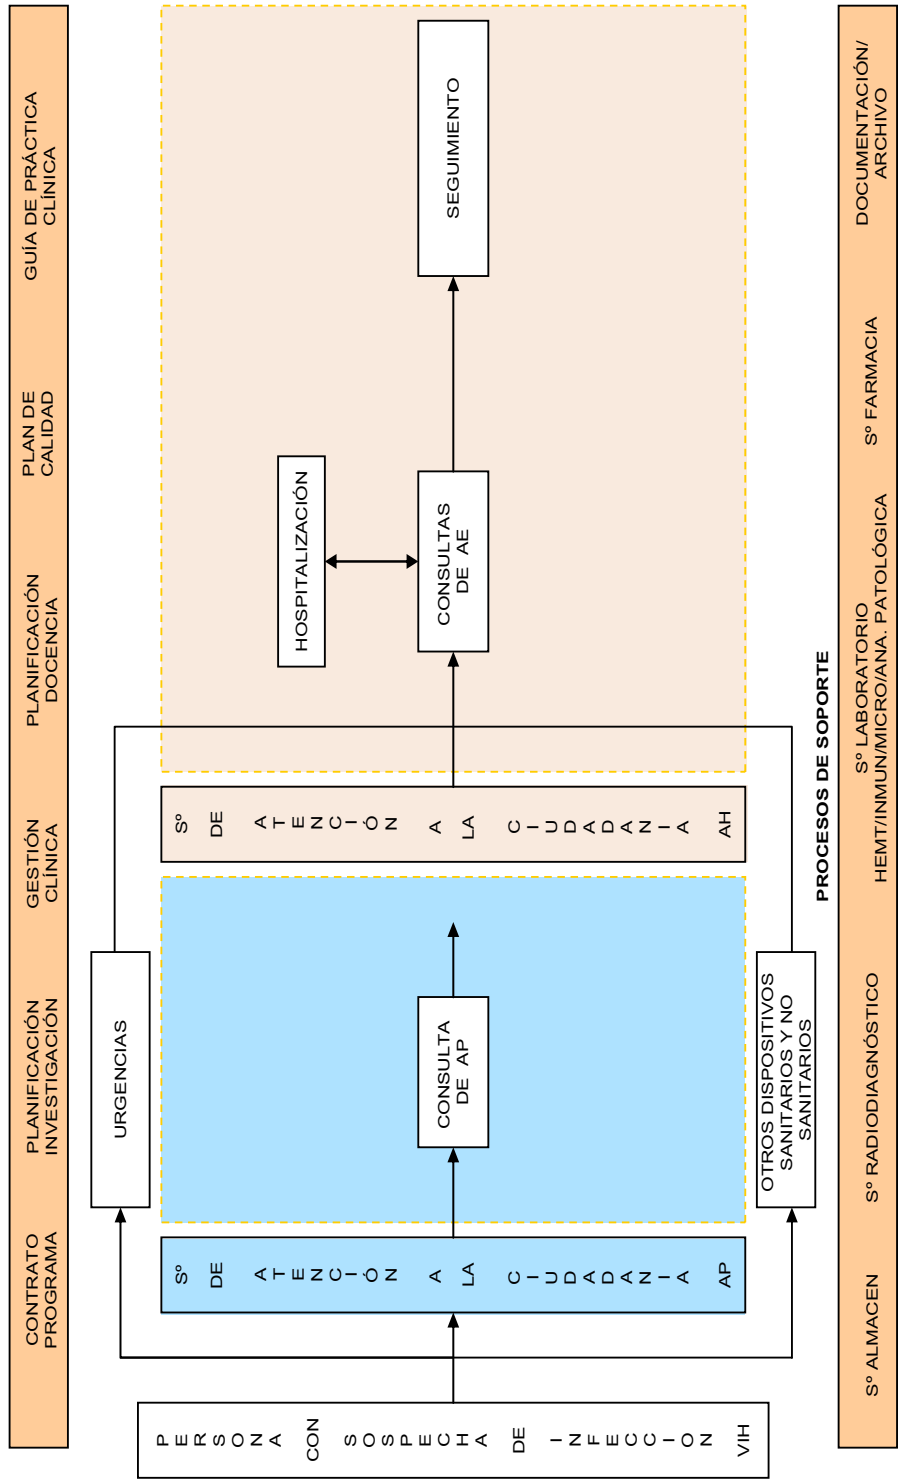 CONTRATO
PROGRAMA
PLANIFICACIÓN
INVESTIGACIÓN
GESTIÓN
CLÍNICA
PLANIFICACIÓN
DOCENCIA
PLAN DE
CALIDAD
GUÍA DE PRÁCTICA
CLÍNICA
PERSONA CON SOSPECHA DE INFECCION VIH
Sº DE ATENCIÓN A LA CIUDADANIA AP
URGENCIAS
CONSULTA
DE AP
OTROS DISPOSITIVOS
SANITARIOS Y NO
SANITARIOS
Sº DE ATENCIÓN A LA CIUDADANIA AH
HOSPITALIZACIÓN
CONSULTAS
DE AE
SEGUIMIENTO
PROCESOS DE SOPORTE
Sº ALMACEN
Sº RADIODIAGNÓSTICO
Sº LABORATORIO
HEMT/INMUN/MICRO/ANA. PATOLÓGICA
Sº FARMACIA
DOCUMENTACIÓN/
ARCHIVO